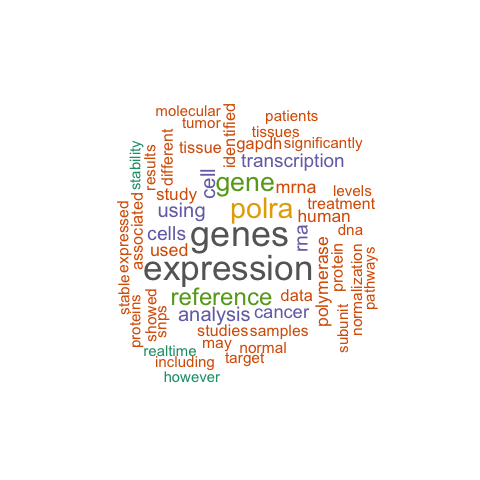 molecular
patients
tumor
identified
tissues
different
gapdh
significantly
stability
results
tissue
transcription
cell
gene
mrna
levels
study
treatment
using
polra
human
associated
expressed
cells
genes
rna
dna
used
expression
polymerase
protein
normalization
pathways
stable
reference
data
proteins
showed
snps
analysis
cancer
subunit
studies
samples
may
normal
realtime
including
target
however